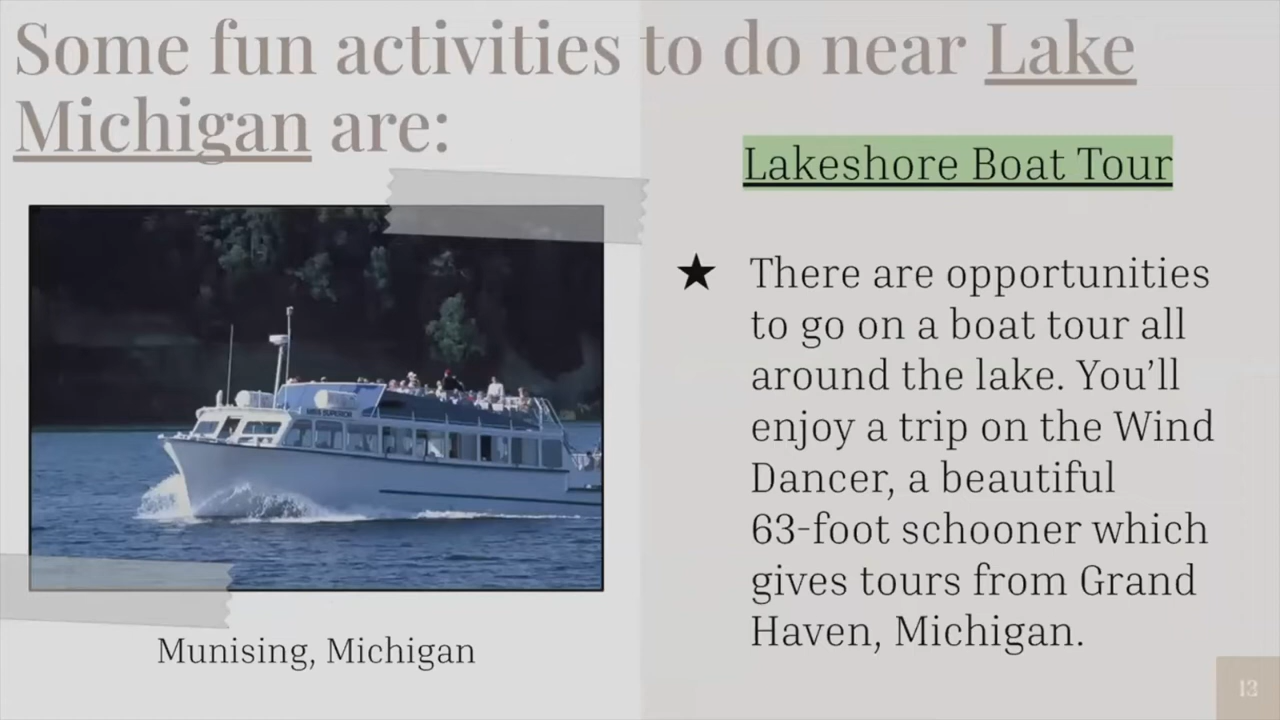 Some fun activities to do near Lake
Michigan are:
Lakeshore Boat Tour
★ There are opportunities
to go on a boat tour all
around the lake. You’ll
enjoy a trip on the Wind
Dancer, a beautiful
63-foot schooner which
gives tours from Grand
Haven, Michigan.
MISS SUPERIOR
Munising, Michigan
13